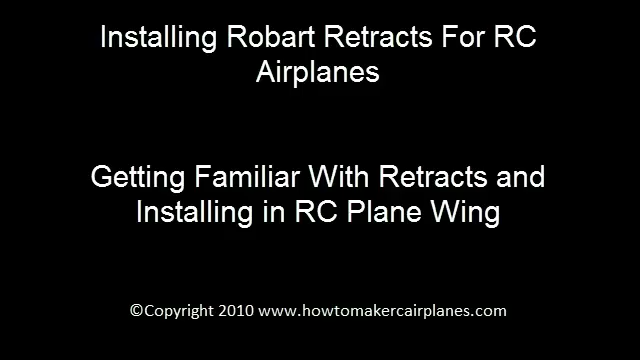 Installing Robart Retracts For RC
Airplanes
Getting Familiar With Retracts and
Installing in RC Plane Wing
©Copyright 2010 www.howtomakercairplanes.com